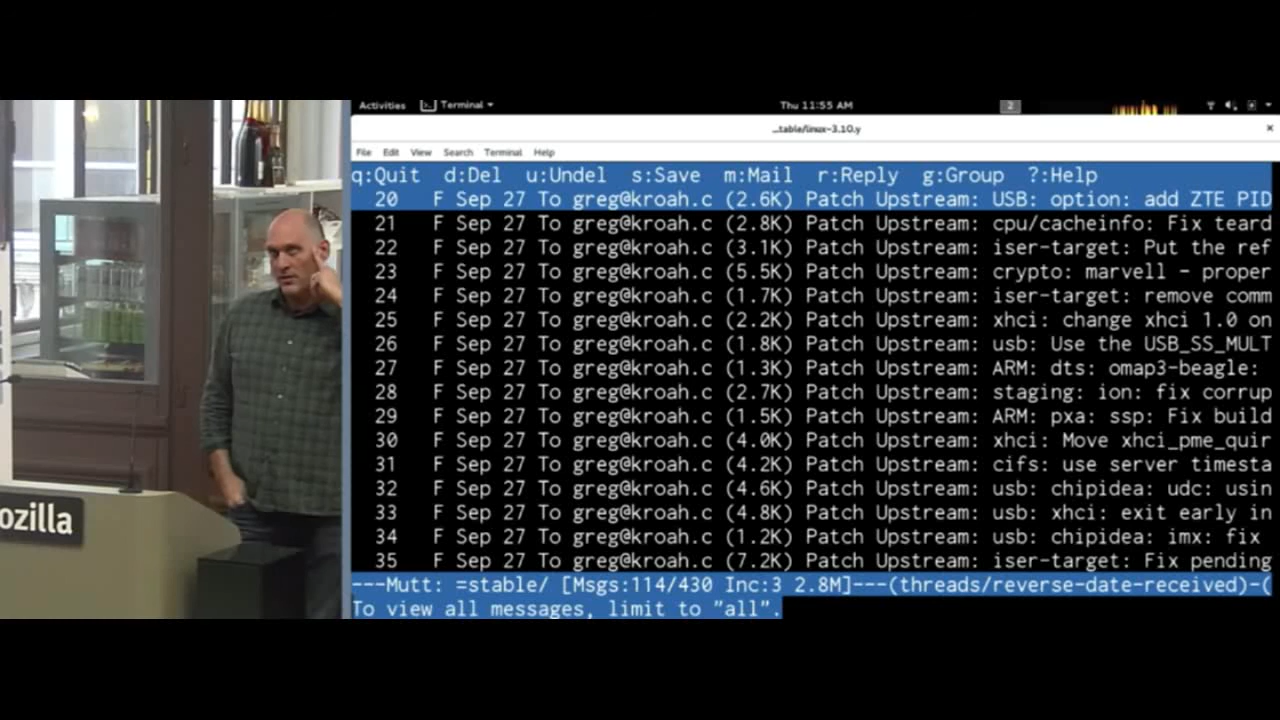 Activities Terminal Thu 11:55 AM 2
...table/linux-3.10.y ×
File Edit View Search Terminal Help
q:Quit d:Del u:Undel s:Save m:Mail r:Reply g:Group ?:Help
20 F Sep 27 To greg@kroah.c (2.6K) Patch Upstream: USB: option: add ZTE PID
21 F Sep 27 To greg@kroah.c (2.8K) Patch Upstream: cpu/cacheinfo: Fix teard
22 F Sep 27 To greg@kroah.c (3.1K) Patch Upstream: iser-target: Put the ref
23 F Sep 27 To greg@kroah.c (5.5K) Patch Upstream: crypto: marvell - proper
24 F Sep 27 To greg@kroah.c (1.7K) Patch Upstream: iser-target: remove comm
25 F Sep 27 To greg@kroah.c (2.2K) Patch Upstream: xhci: change xhci 1.0 on
26 F Sep 27 To greg@kroah.c (1.8K) Patch Upstream: usb: Use the USB_SS_MULT
27 F Sep 27 To greg@kroah.c (1.3K) Patch Upstream: ARM: dts: omap3-beagle:
28 F Sep 27 To greg@kroah.c (2.7K) Patch Upstream: staging: ion: fix corrup
29 F Sep 27 To greg@kroah.c (1.5K) Patch Upstream: ARM: pxa: ssp: Fix build
30 F Sep 27 To greg@kroah.c (4.0K) Patch Upstream: xhci: Move xhci_pme_quir
31 F Sep 27 To greg@kroah.c (4.2K) Patch Upstream: cifs: use server timesta
32 F Sep 27 To greg@kroah.c (4.6K) Patch Upstream: usb: chipidea: udc: usin
33 F Sep 27 To greg@kroah.c (4.8K) Patch Upstream: usb: xhci: exit early in
34 F Sep 27 To greg@kroah.c (1.2K) Patch Upstream: usb: chipidea: imx: fix
35 F Sep 27 To greg@kroah.c (7.2K) Patch Upstream: iser-target: Fix pending
---Mutt: =stable/ [Msgs:114/430 Inc:3 2.8M]---(threads/reverse-date-received)-(
To view all messages, limit to "all".
ozilla